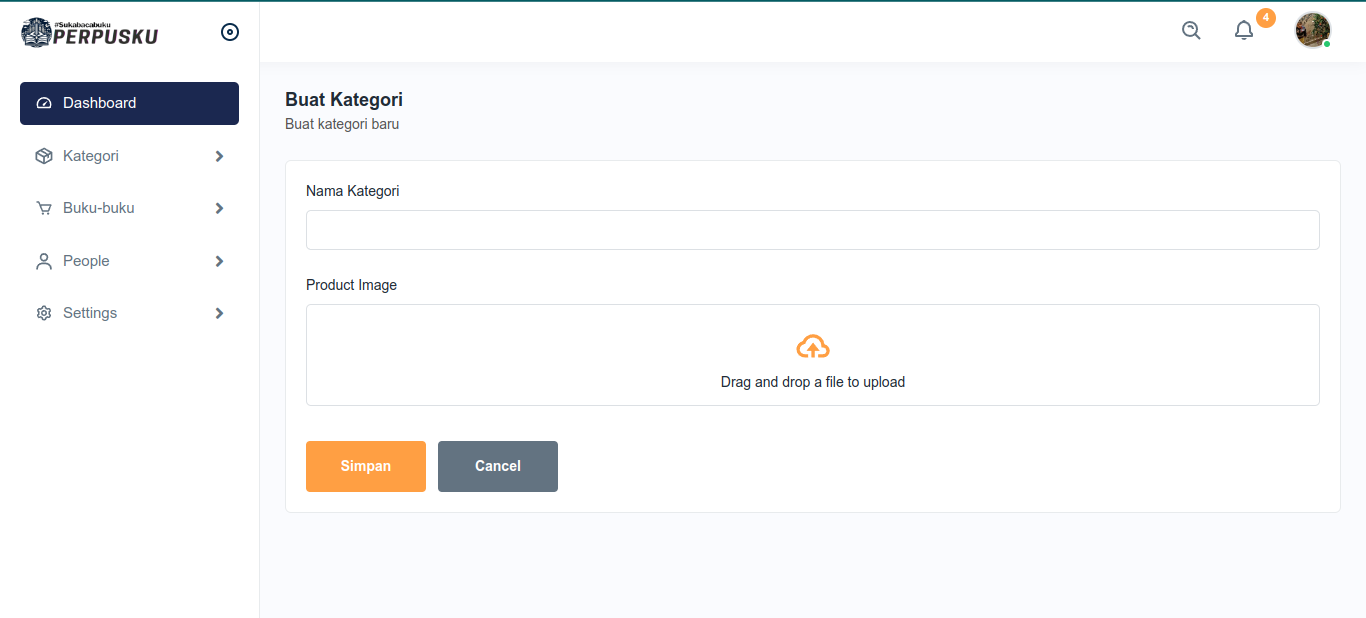 #Sukabacabuku
PERPUSKU
4
Dashboard
Kategori
Buku-buku
People
Settings
Buat Kategori
Buat kategori baru
Nama Kategori
Product Image
Drag and drop a file to upload
Simpan
Cancel